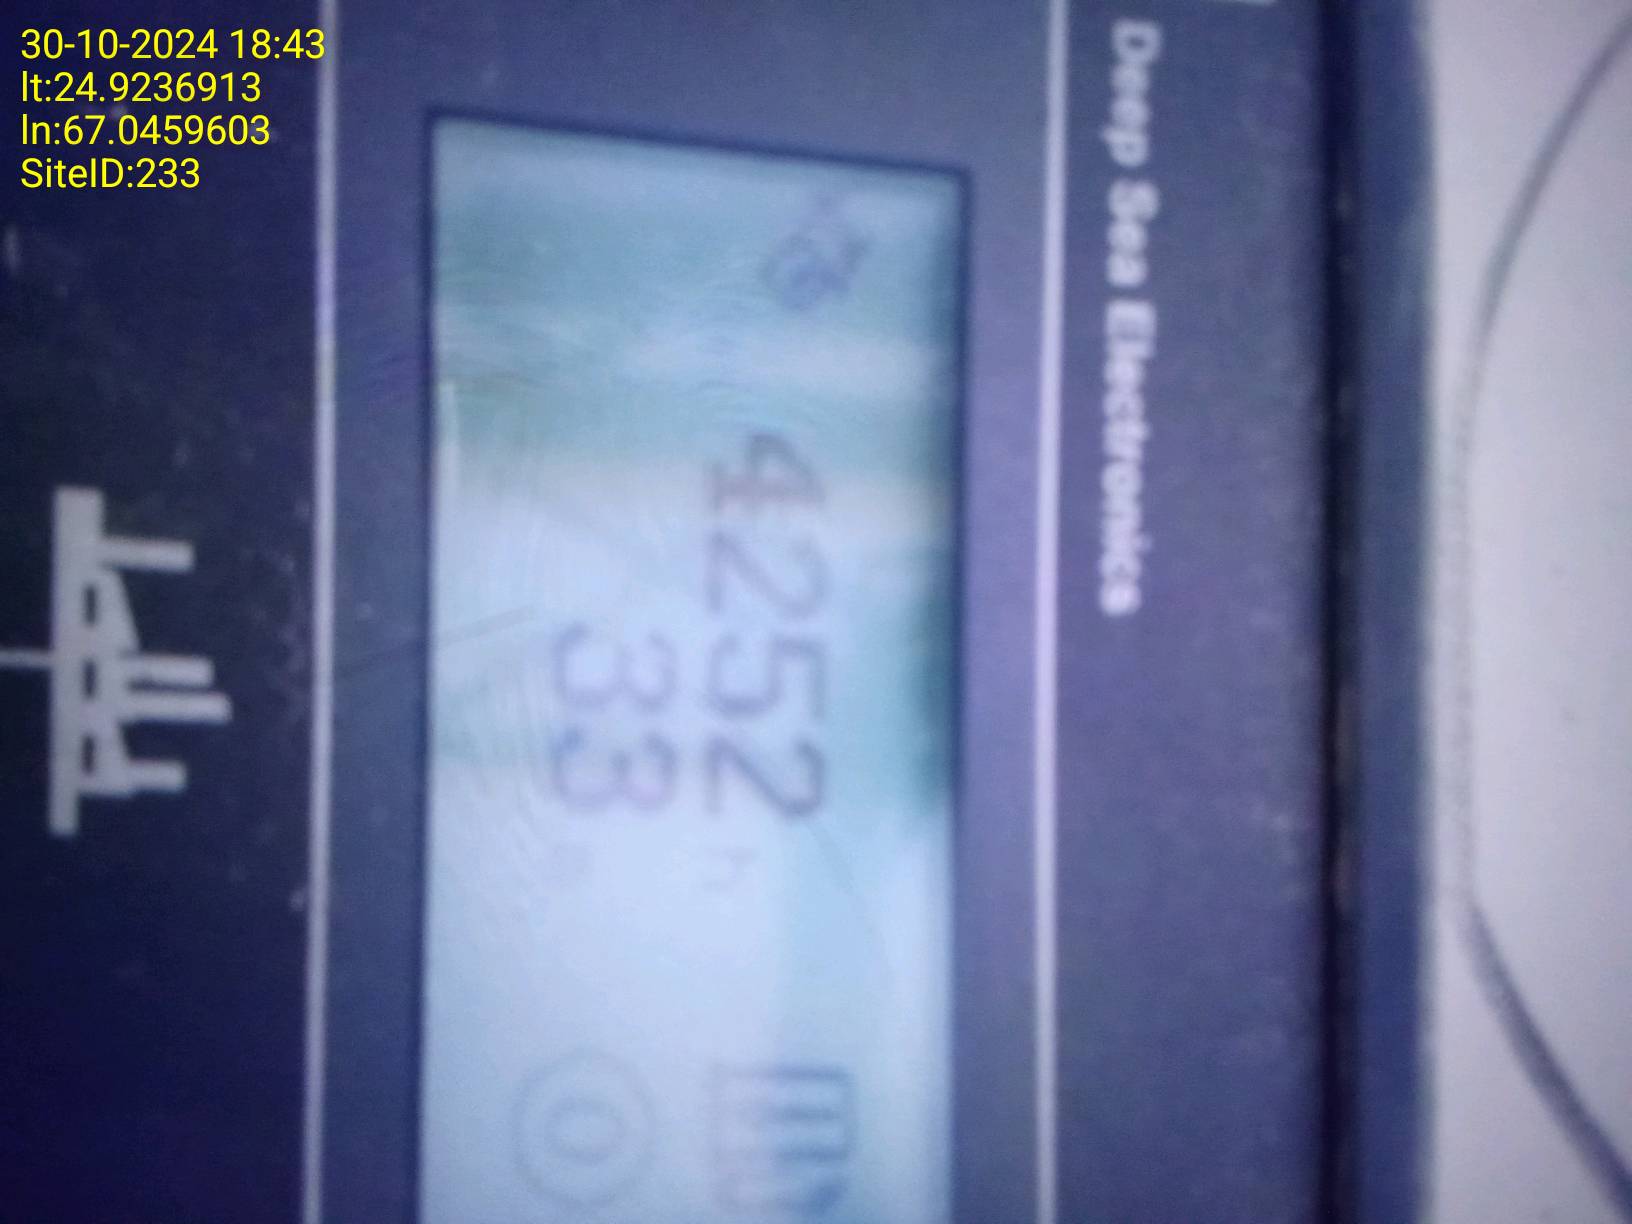 30-10-2024 18:43
lt:24.9236913
ln:67.0459603
SiteID:233
Deep Sea Electronics
4252 h
33